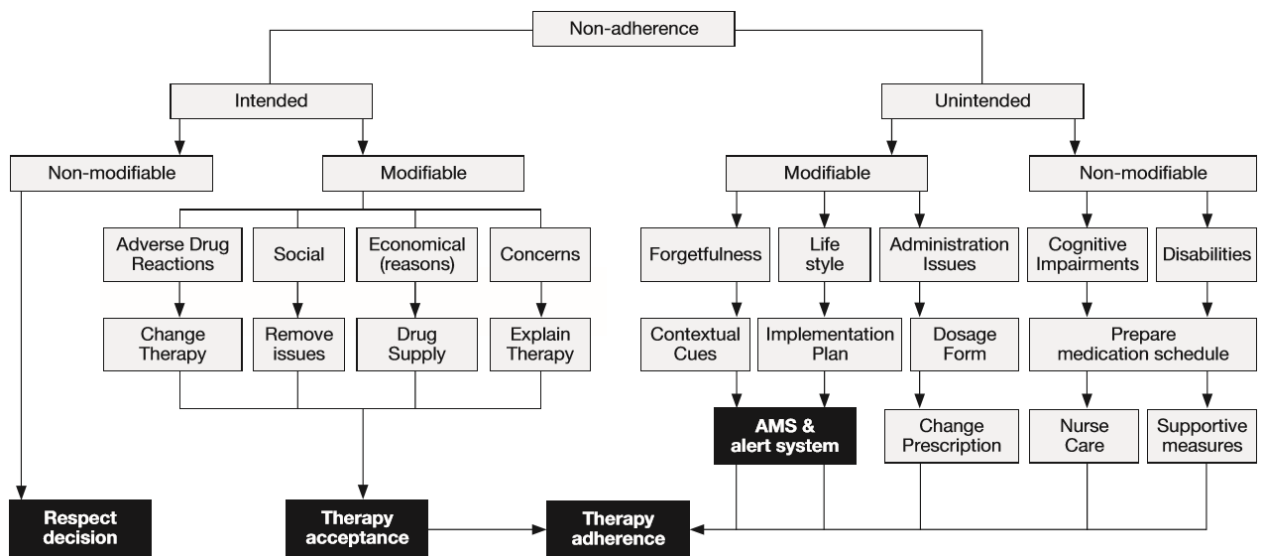 Non-adherence
Intended
Unintended
Non-modifiable
Modifiable
Modifiable
Non-modifiable
Adverse Drug
Reactions
Social
Economical
(reasons)
Concerns
Forgetfulness
Life
style
Administration
Issues
Cognitive
Impairments
Disabilities
Change
Therapy
Remove
issues
Drug
Supply
Explain
Therapy
Contextual
Cues
Implementation
Plan
Dosage
Form
Prepare
medication schedule
AMS &
alert system
Change
Prescription
Nurse
Care
Supportive
measures
Respect
decision
Therapy
acceptance
Therapy
adherence